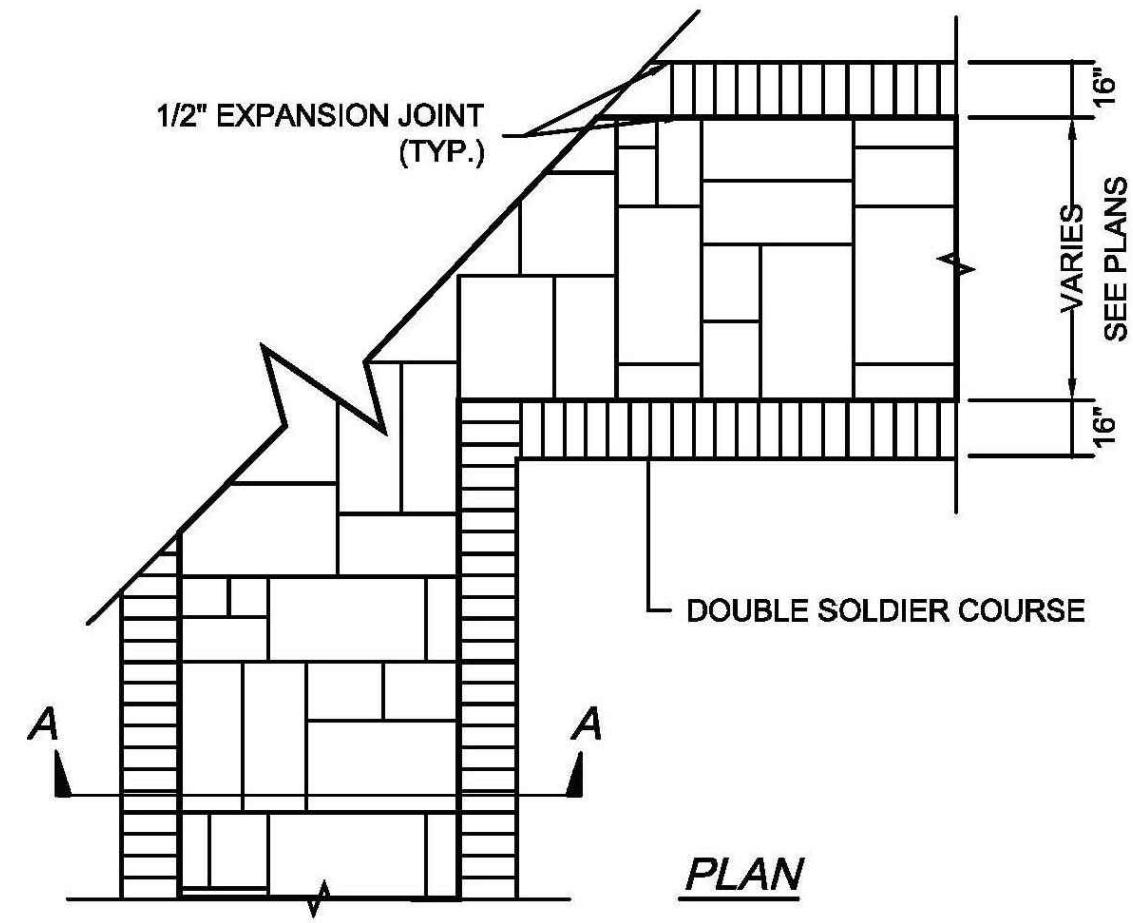 1/2" EXPANSION JOINT
(TYP.)
16"
VARIES
SEE PLANS
16"
DOUBLE SOLDIER COURSE
A
A
PLAN